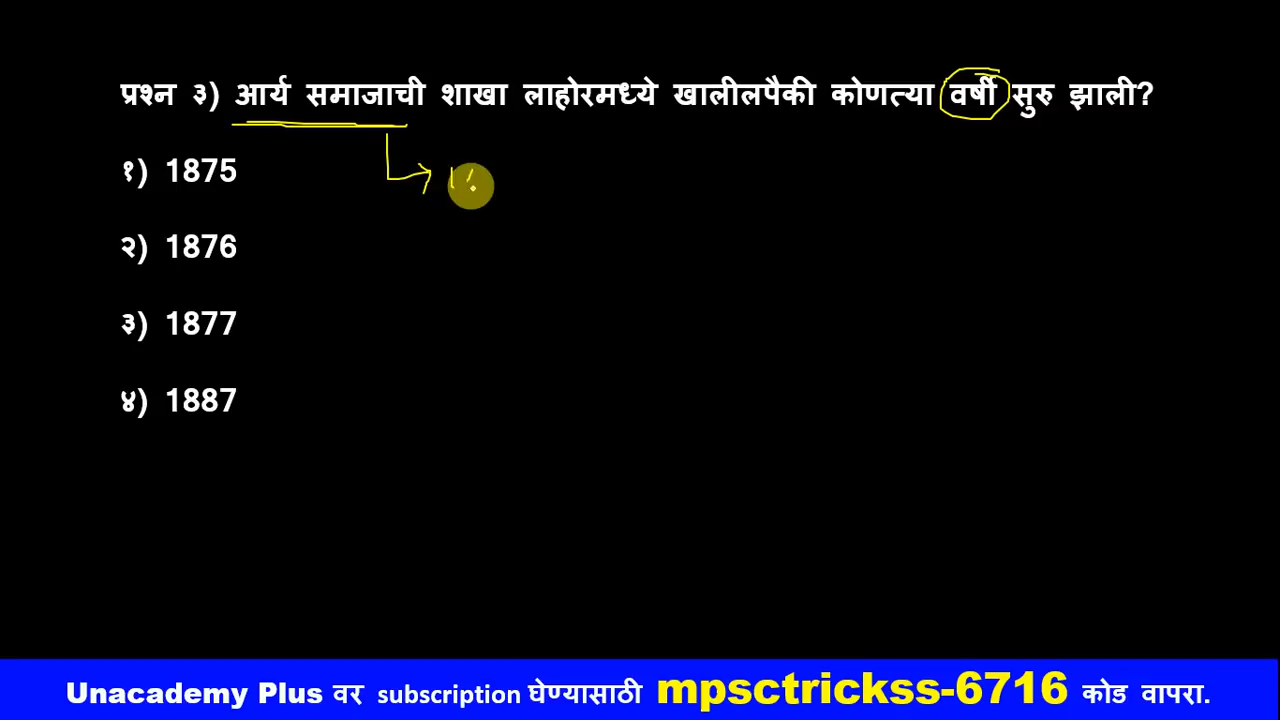 प्रश्न ३) आर्य समाजाची शाखा लाहोरमध्ये खालीलपैकी कोणत्या वर्षी सुरु झाली?
१) 1875
२) 1876
३) 1877
४) 1887
Unacademy Plus वर subscription घेण्यासाठी mpsctrickss-6716 कोड वापरा.